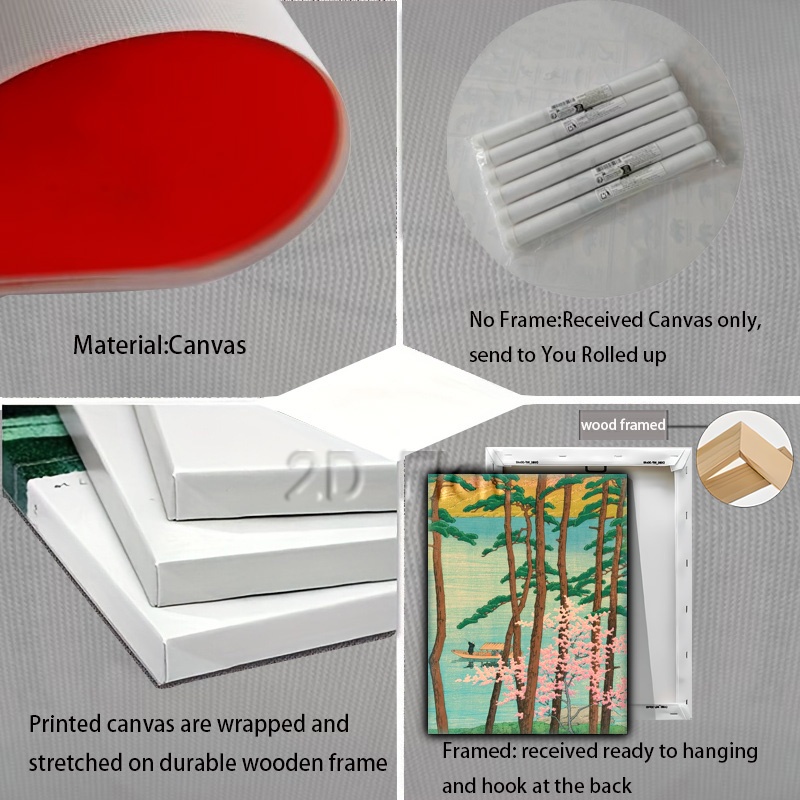 Material:Canvas
No Frame:Received Canvas only,
send to You Rolled up
2D
wood framed
Printed canvas are wrapped and
stretched on durable wooden frame
Framed: received ready to hanging
and hook at the back